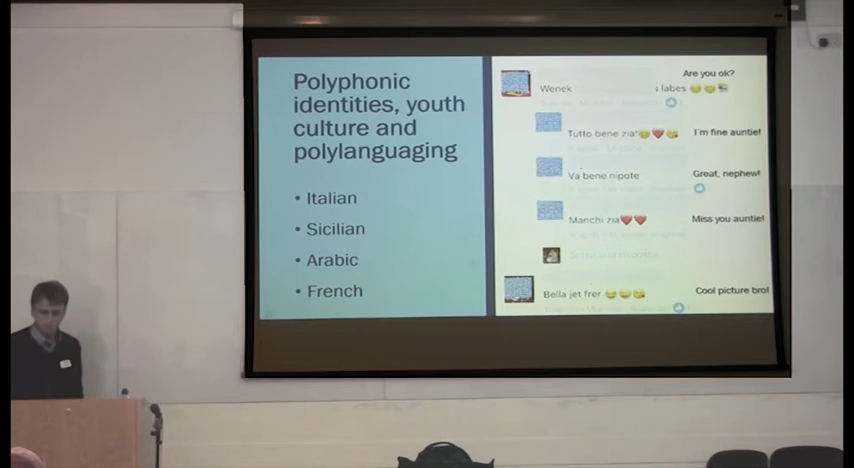 Polyphonic
identities, youth
culture and
polylanguaging
• Italian
• Sicilian
• Arabic
• French
Are you ok?
Wenek labes
Tutto bene zia! I'm fine auntie!
Va bene nipote Great, nephew!
Manchi zia Miss you auntie!
Bella jet frer Cool picture bro!